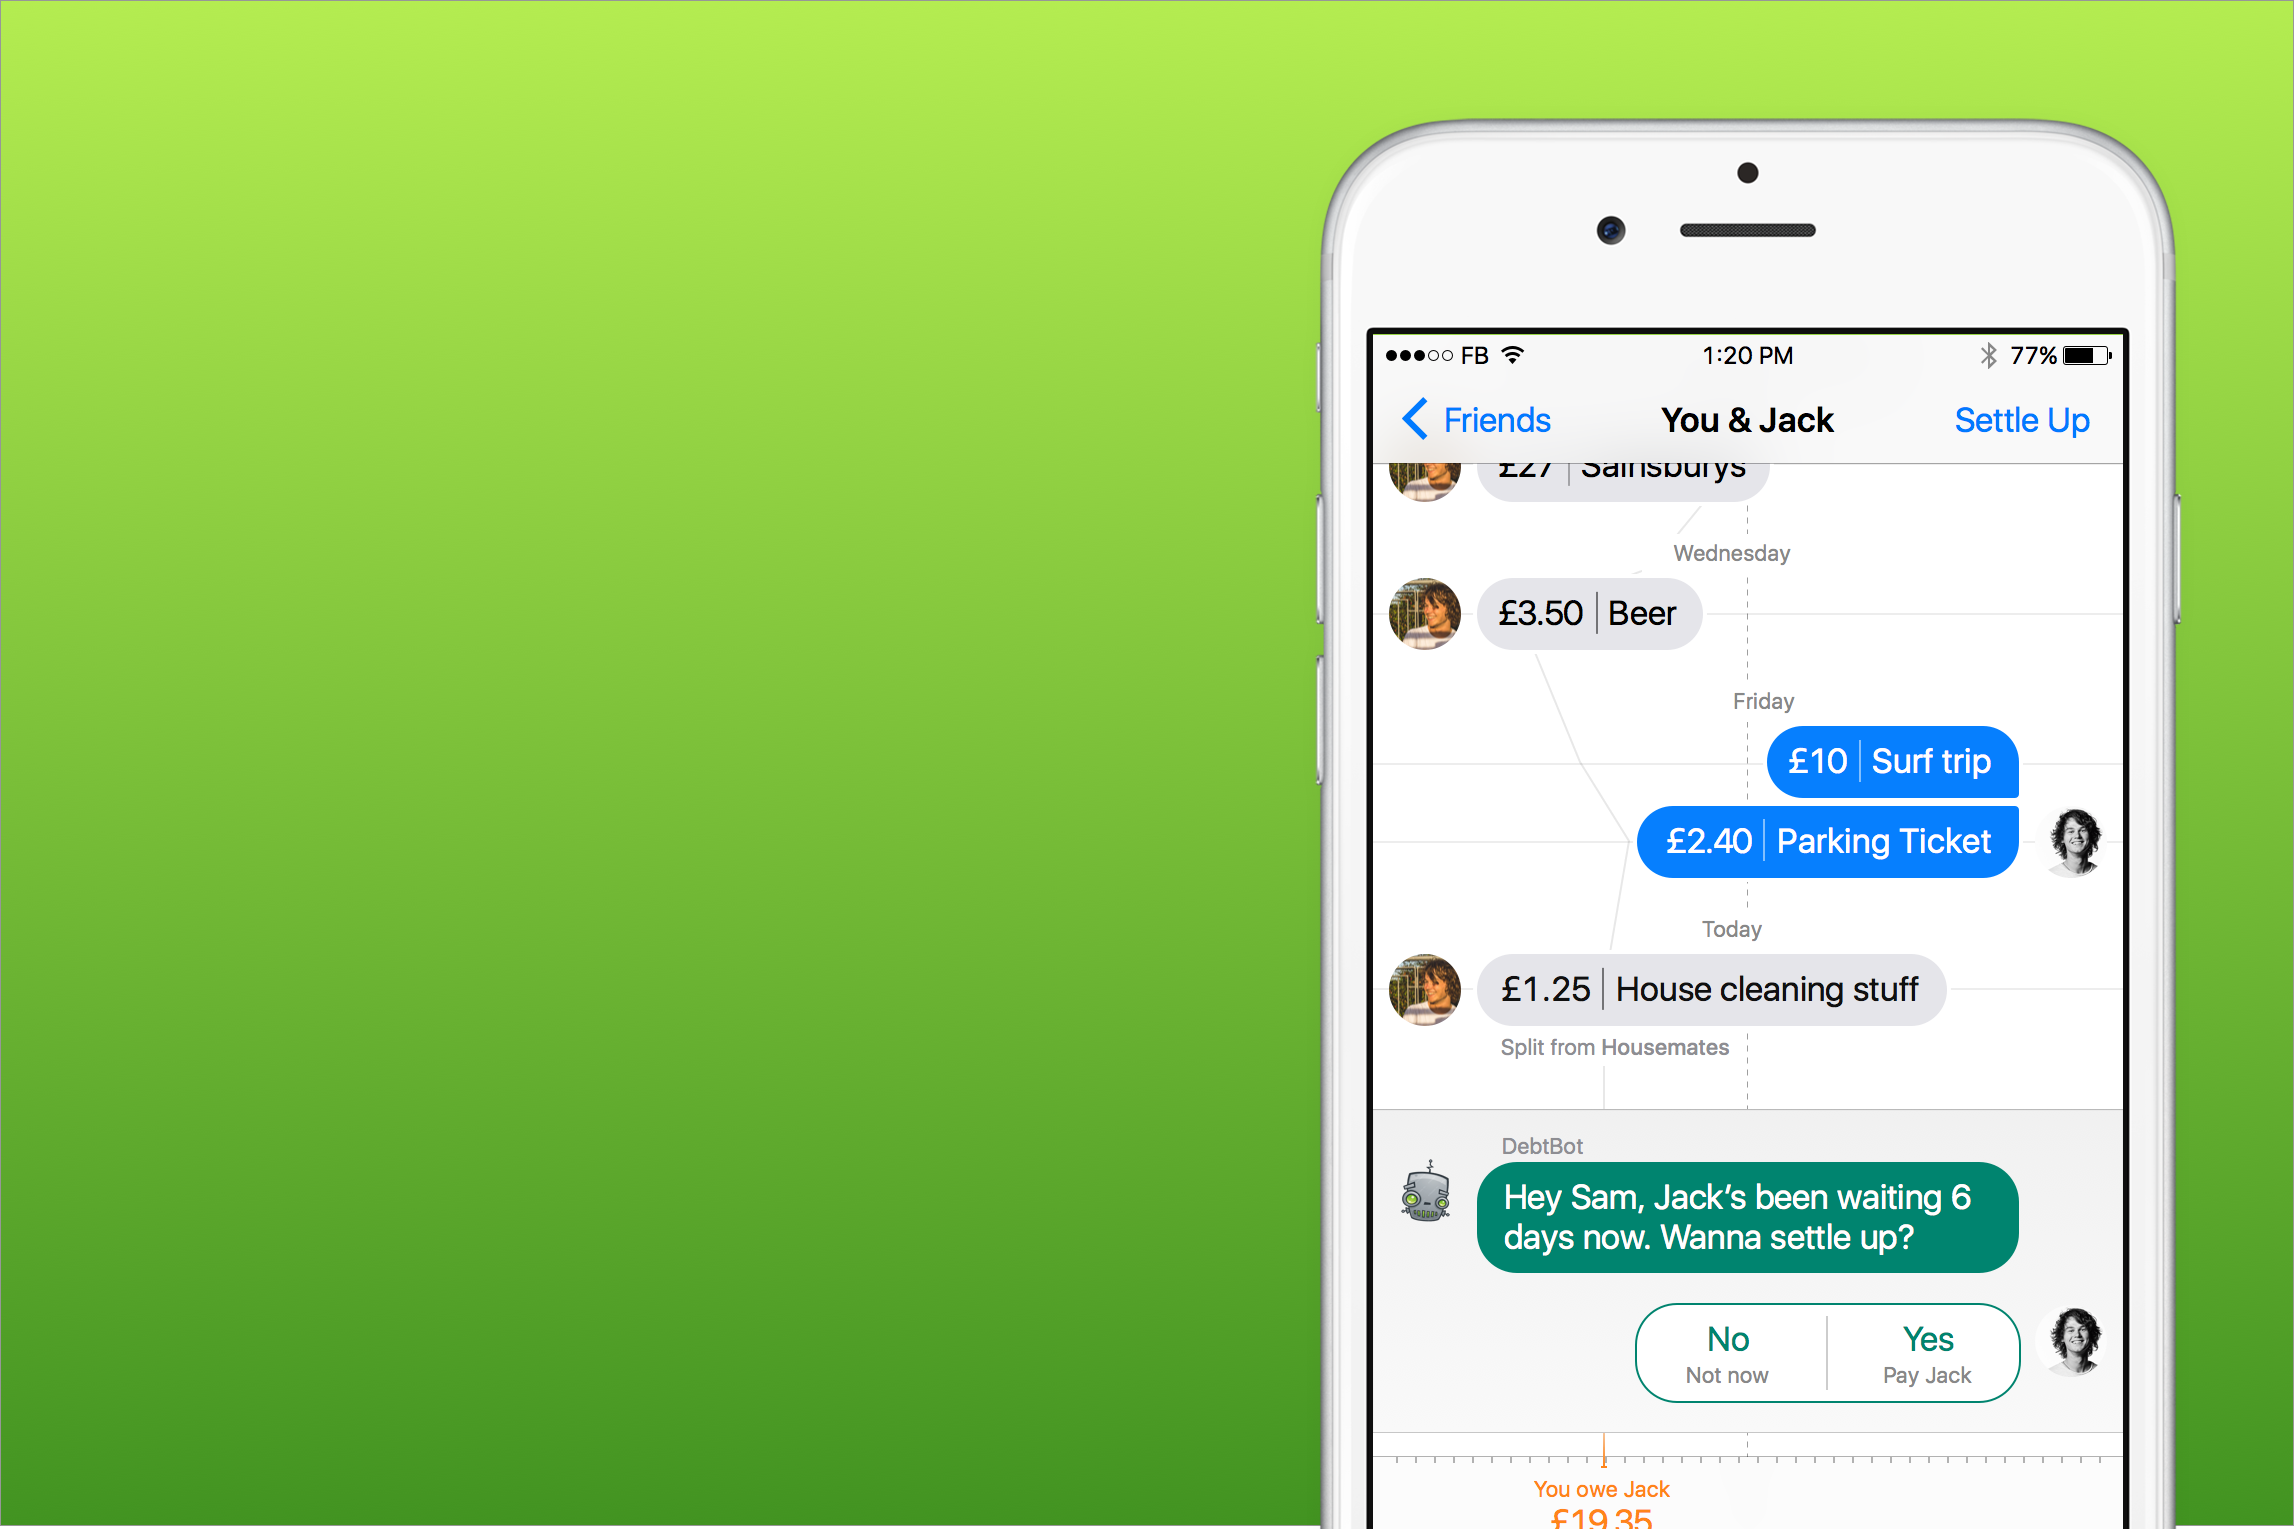 FB 1:20 PM 77%
Friends You & Jack Settle Up
£27 | Sainsburys
Wednesday
£3.50 | Beer
Friday
£10 | Surf trip
£2.40 | Parking Ticket
Today
£1.25 | House cleaning stuff
Split from Housemates
DebtBot
Hey Sam, Jack’s been waiting 6
days now. Wanna settle up?
No Yes
Not now Pay Jack
You owe Jack
£19.35